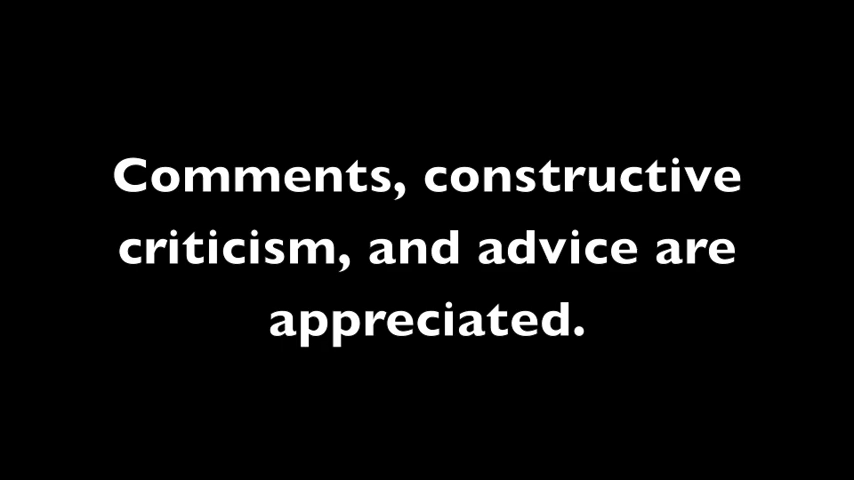 Comments, constructive
criticism, and advice are
appreciated.